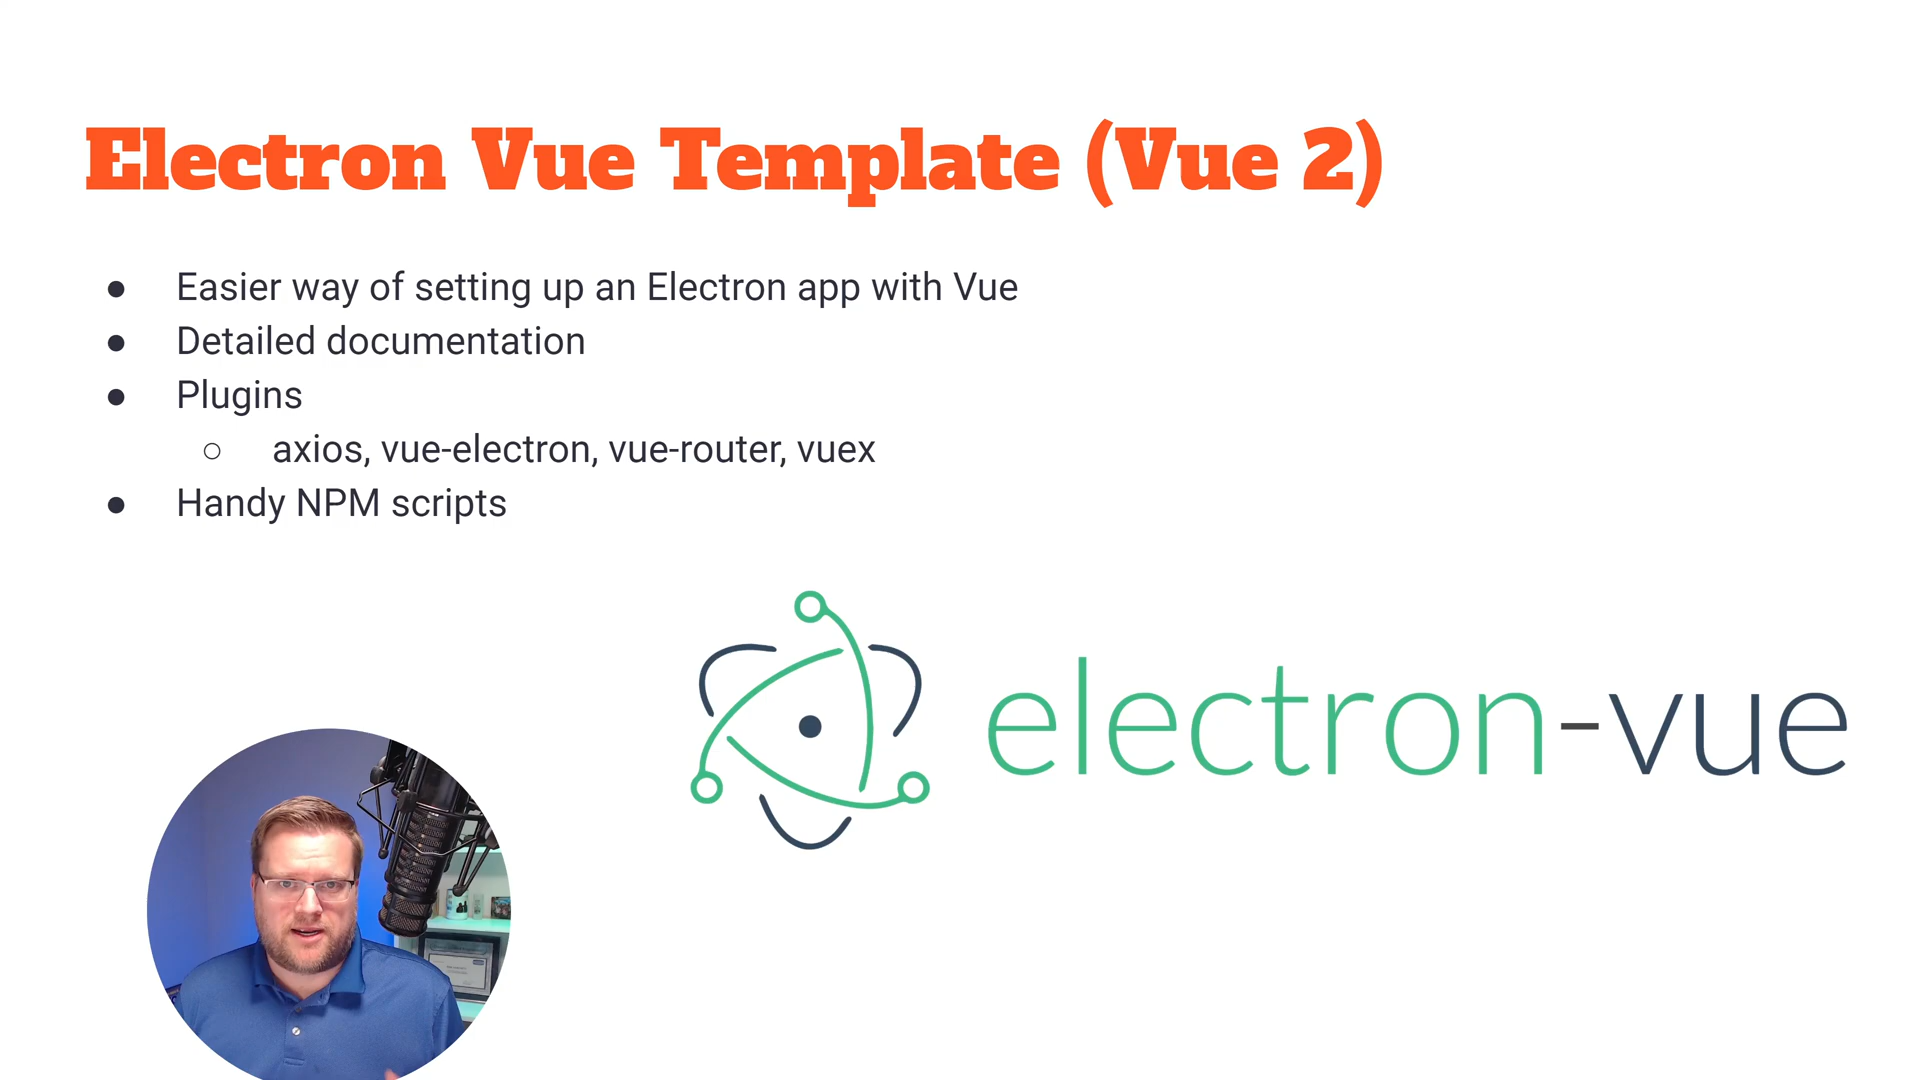 Electron Vue Template (Vue 2)
● Easier way of setting up an Electron app with Vue
● Detailed documentation
● Plugins
○ axios, vue-electron, vue-router, vuex
● Handy NPM scripts
electron-vue